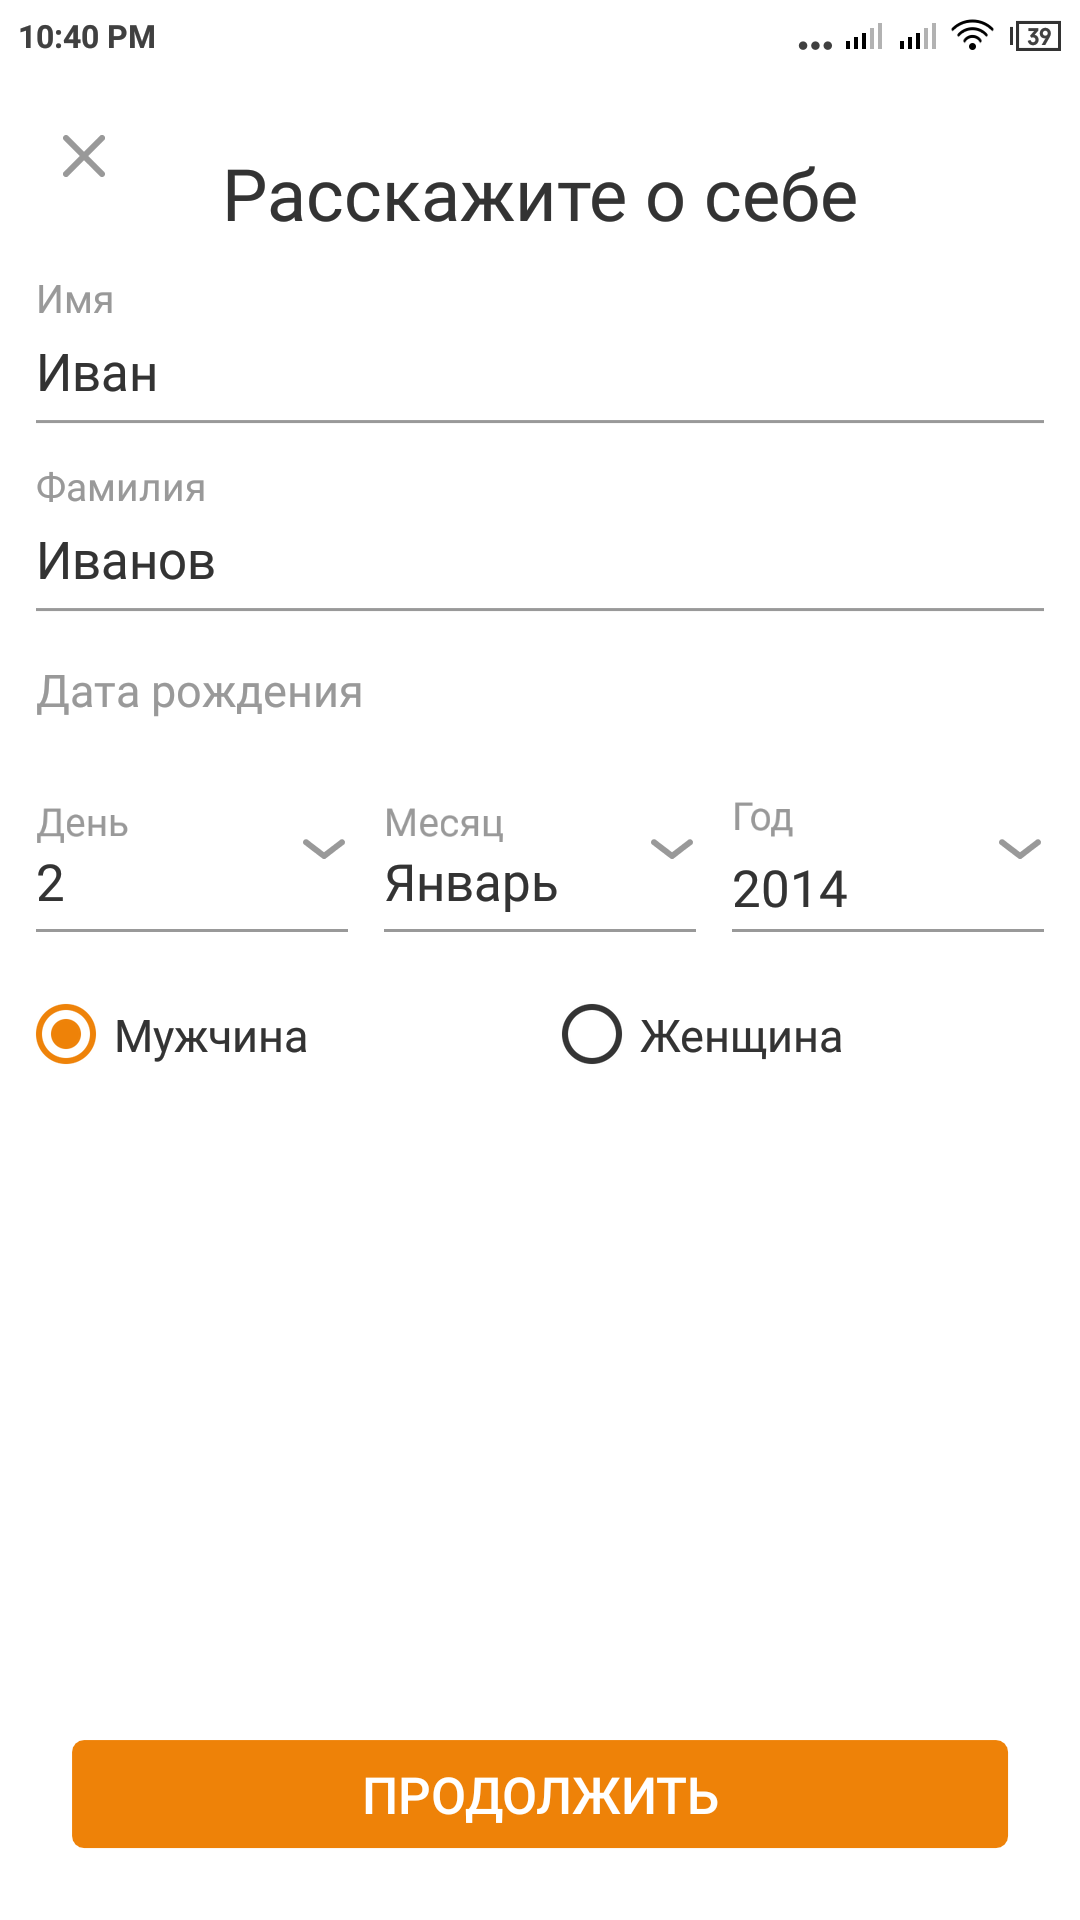 10:40 PM 39
Расскажите о себе
Имя
Иван
Фамилия
Иванов
Дата рождения
День Месяц Год
2 Январь 2014
Мужчина Женщина
ПРОДОЛЖИТЬ